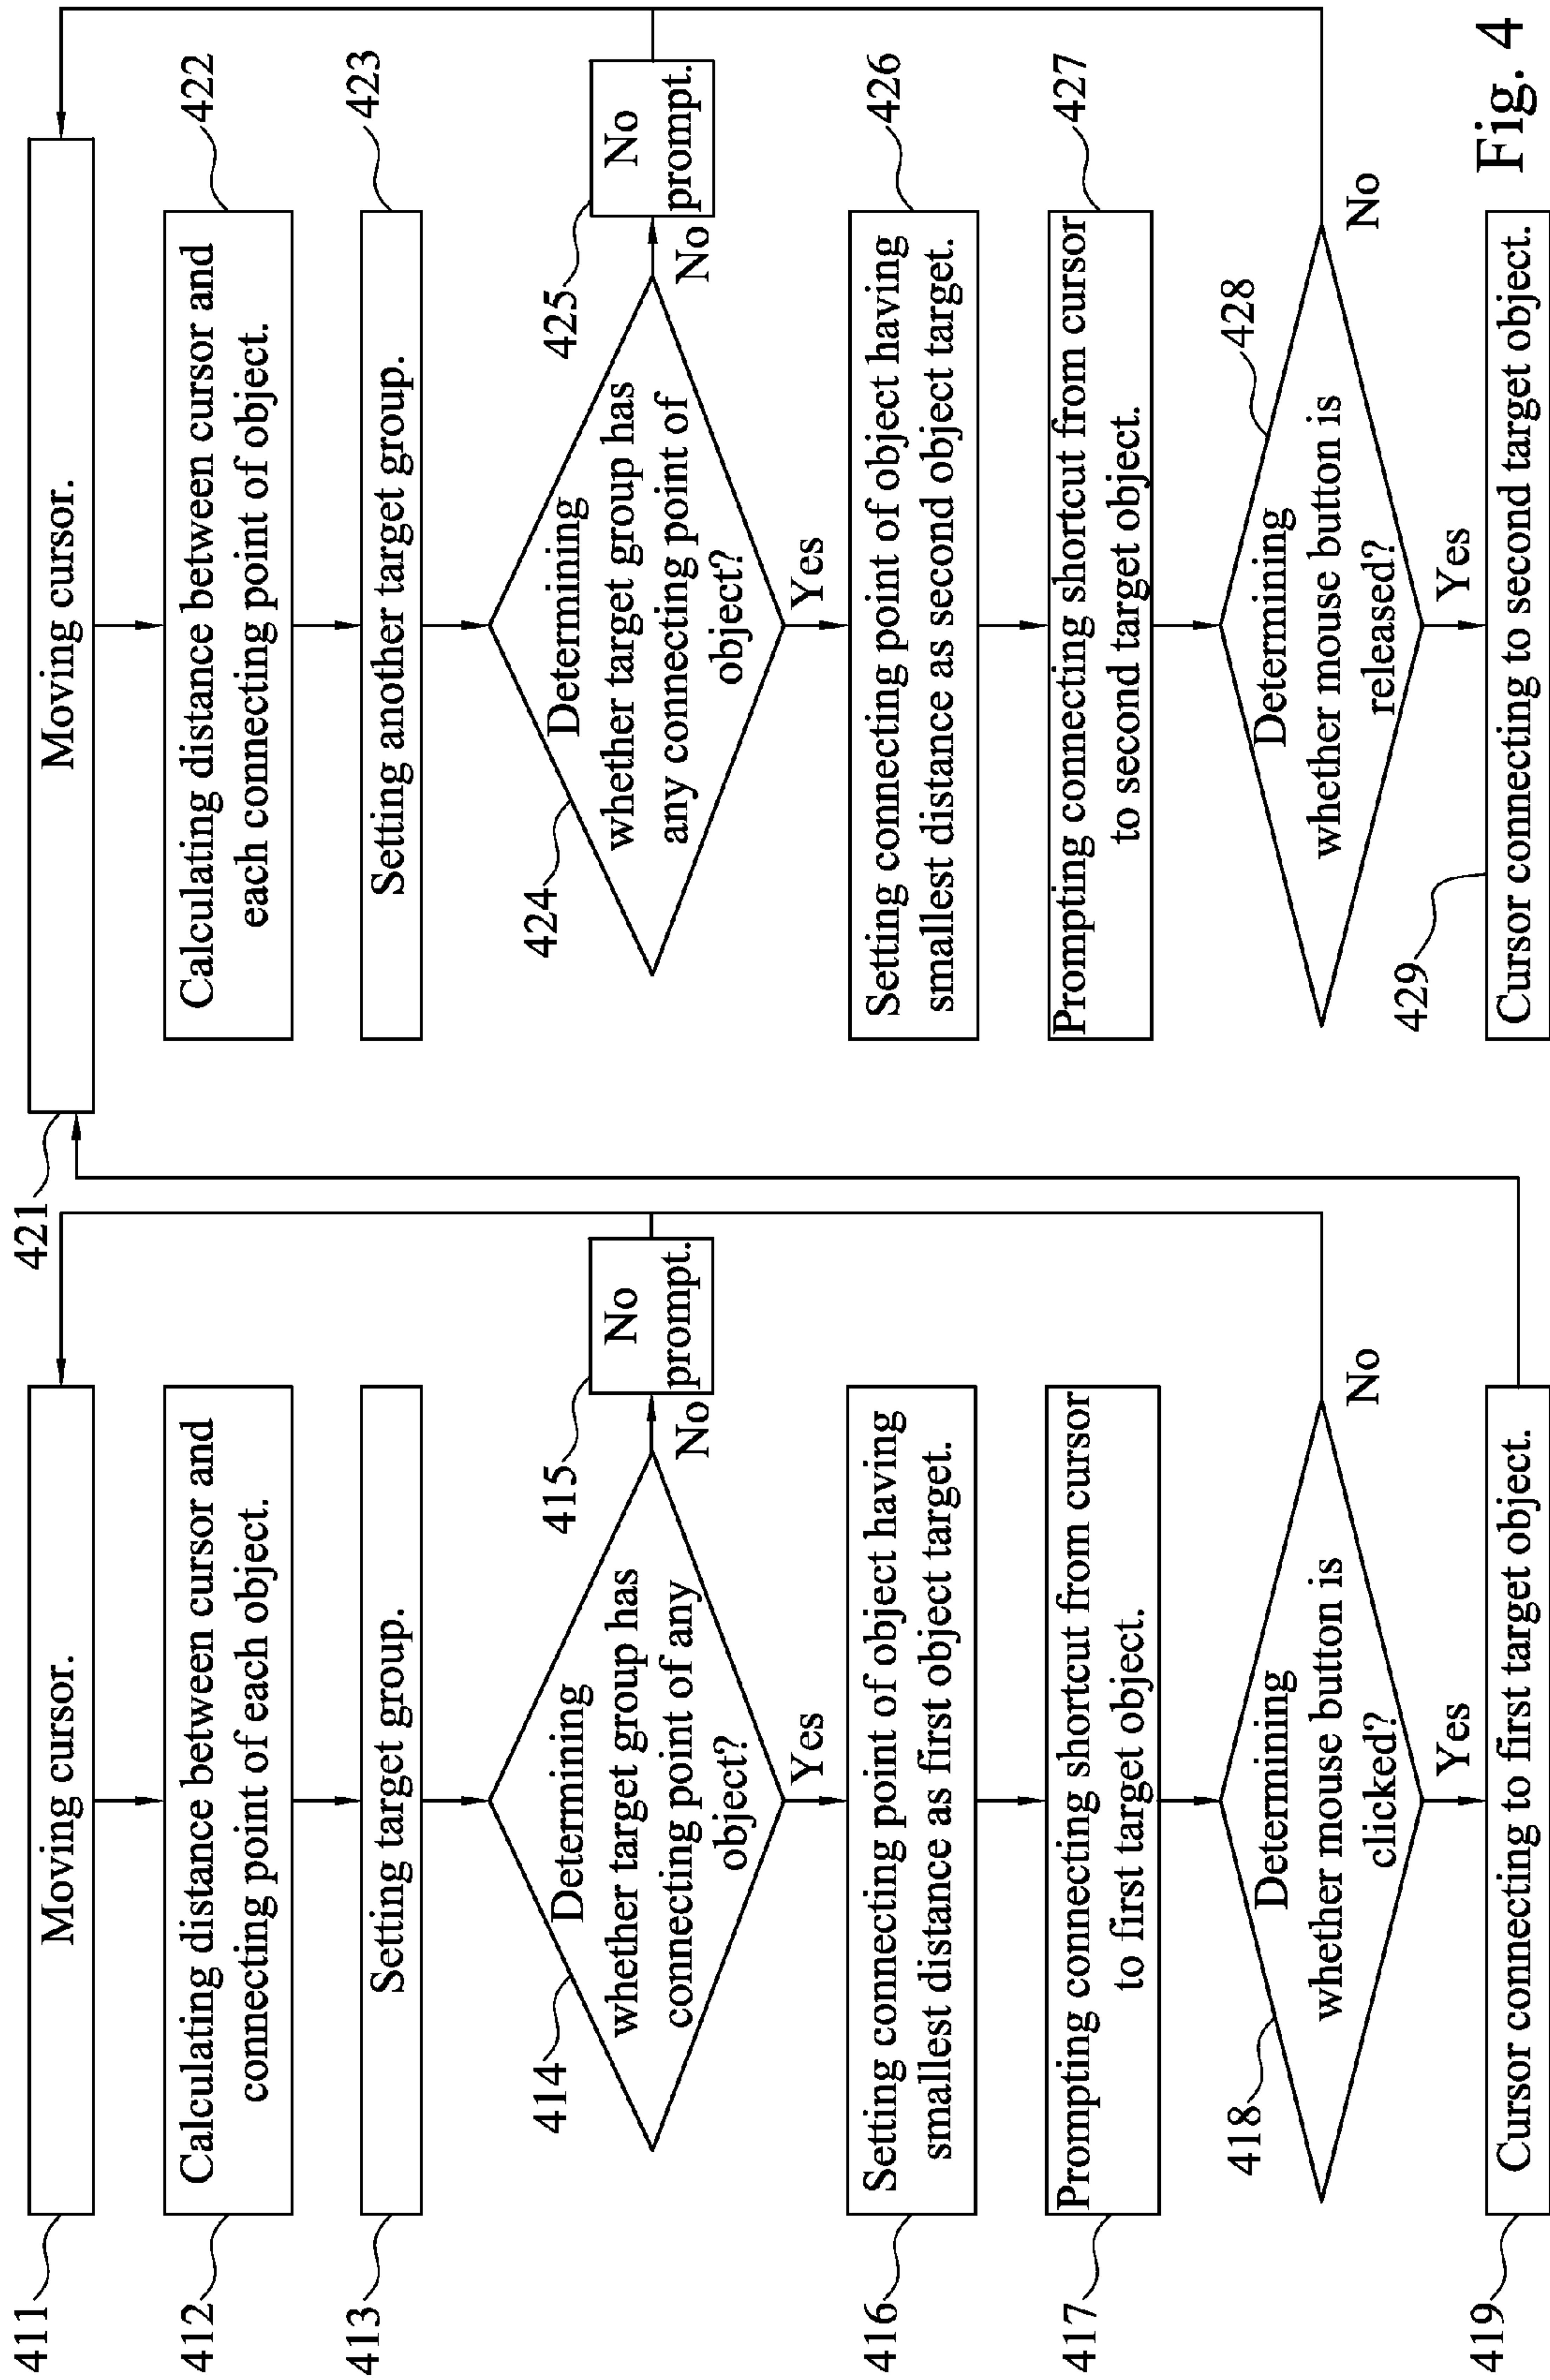 411
Moving cursor.
412
Calculating distance between cursor and
connecting point of each object.
413
Setting target group.
414
Determining
whether target group has
connecting point of any
object?
No
415
No
prompt.
Yes
416
Setting connecting point of object having
smallest distance as first object target.
417
Prompting connecting shortcut from cursor
to first target object.
418
Determining
whether mouse button is
clicked?
No
Yes
419
Cursor connecting to first target object.
421
Moving cursor.
422
Calculating distance between cursor and
each connecting point of object.
423
Setting another target group.
424
Determining
whether target group has
any connecting point of
object?
No
425
No
prompt.
Yes
426
Setting connecting point of object having
smallest distance as second object target.
427
Prompting connecting shortcut from cursor
to second target object.
428
Determining
whether mouse button is
released?
No
Yes
429
Cursor connecting to second target object.
Fig. 4